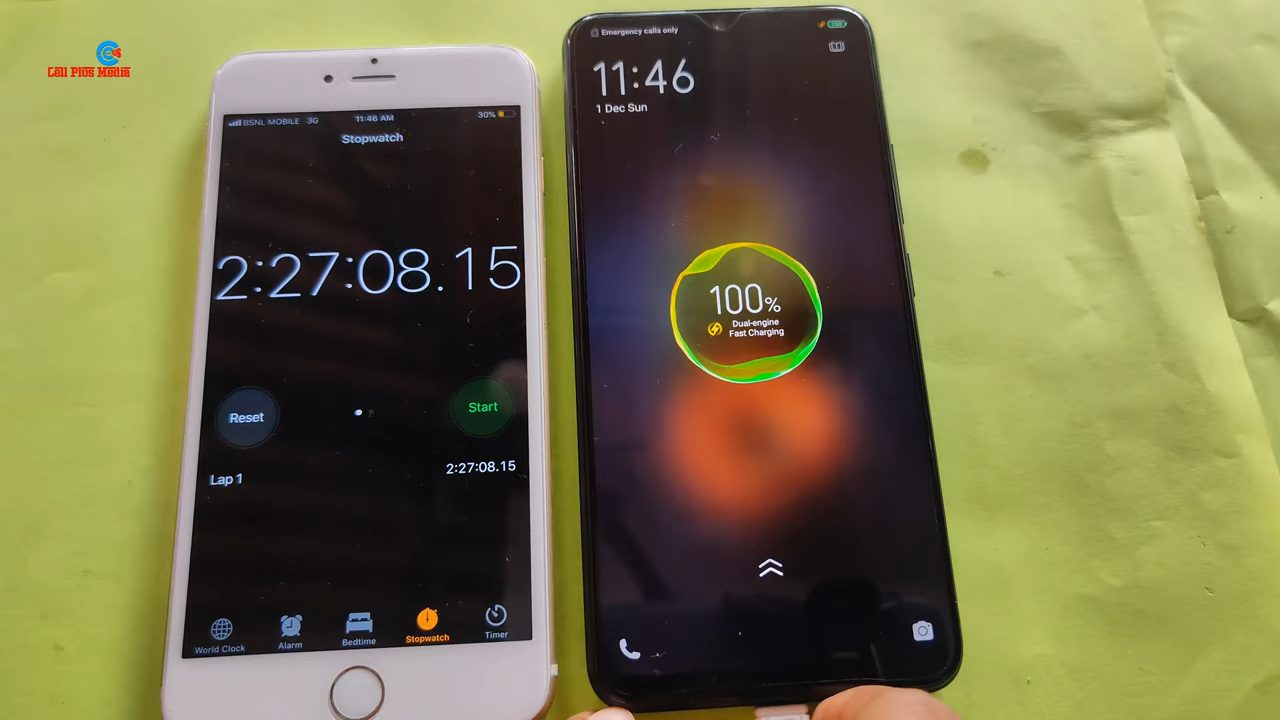 Cell Plus Media
BSNL MOBILE 3G
11:46 AM
30%
Stopwatch
2:27:08.15
Reset
Start
Lap 1
2:27:08.15
World Clock
Alarm
Bedtime
Stopwatch
Timer
Emergency calls only
11:46
1 Dec Sun
100%
Dual-engine
Fast Charging